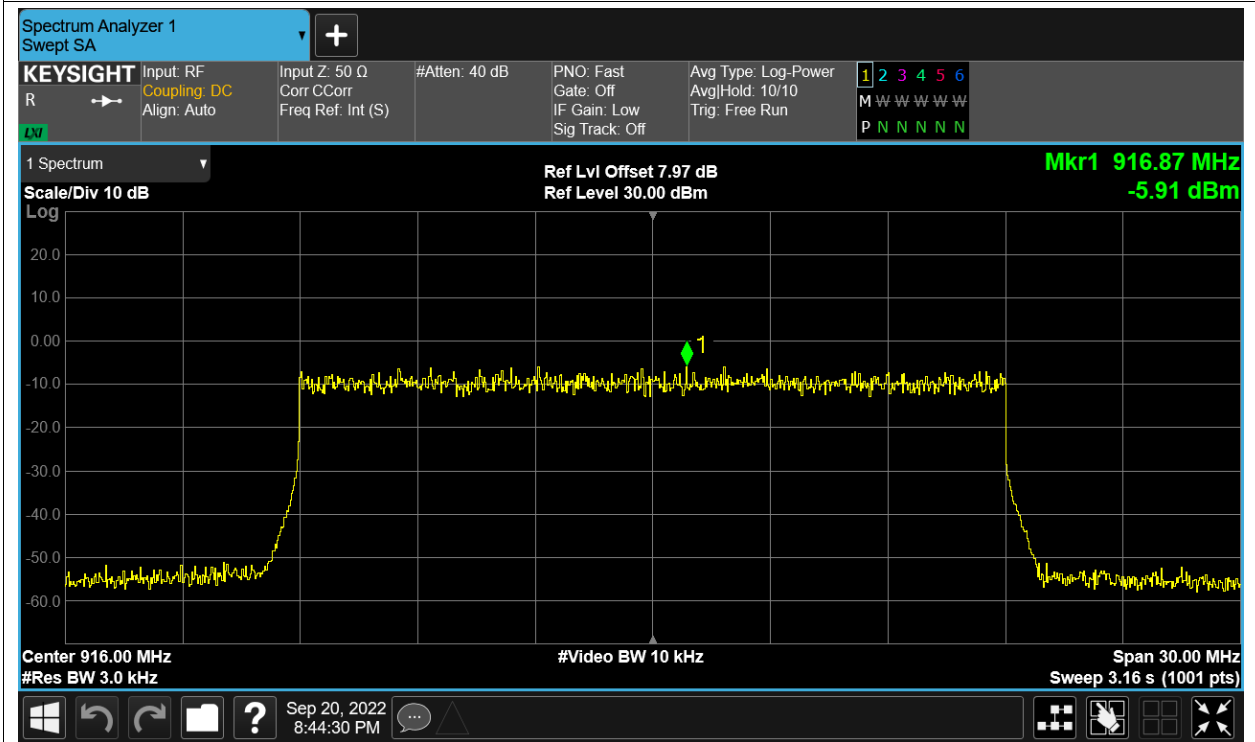 Spectrum Analyzer 1
Swept SA
KEYSIGHT
R
LXI
Input: RF
Coupling: DC
Align: Auto
Input Z: 50 Ω
Corr CCorr
Freq Ref: Int (S)
#Atten: 40 dB
PNO: Fast
Gate: Off
IF Gain: Low
Sig Track: Off
Avg Type: Log-Power
Avg|Hold: 10/10
Trig: Free Run
1 2 3 4 5 6
M W W W W W
P N N N N N
1 Spectrum
Scale/Div 10 dB
Log
Ref Lvl Offset 7.97 dB
Ref Level 30.00 dBm
Mkr1 916.87 MHz
-5.91 dBm
20.0
10.0
0.00
1
-10.0
-20.0
-30.0
-40.0
-50.0
-60.0
Center 916.00 MHz
#Video BW 10 kHz
Span 30.00 MHz
#Res BW 3.0 kHz
Sweep 3.16 s (1001 pts)
?
Sep 20, 2022
8:44:30 PM